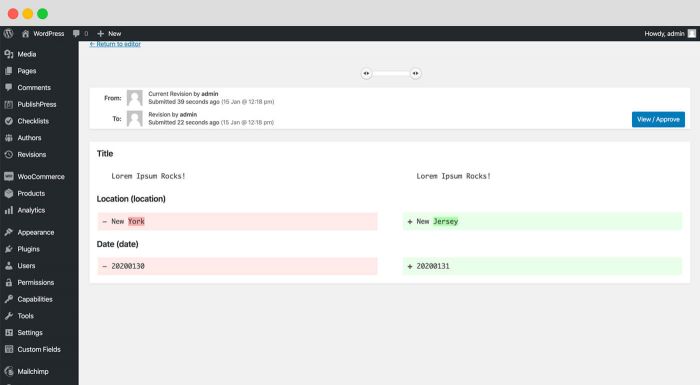 WordPress 0 + New Howdy, admin
← Return to editor
Media
Pages
Comments
PublishPress
Checklists
Authors
Revisions
WooCommerce
Products
Analytics
Appearance
Plugins
Users
Permissions
Capabilities
Tools
Settings
Custom Fields
Mailchimp
From: Current Revision by admin
Submitted 39 seconds ago (15 Jan @ 12:18 pm)
To: Revision by admin
Submitted 22 seconds ago (15 Jan @ 12:18 pm)
View / Approve
Title
Lorem Ipsum Rocks! Lorem Ipsum Rocks!
Location (location)
− New York + New Jersey
Date (date)
− 20200130 + 20200131